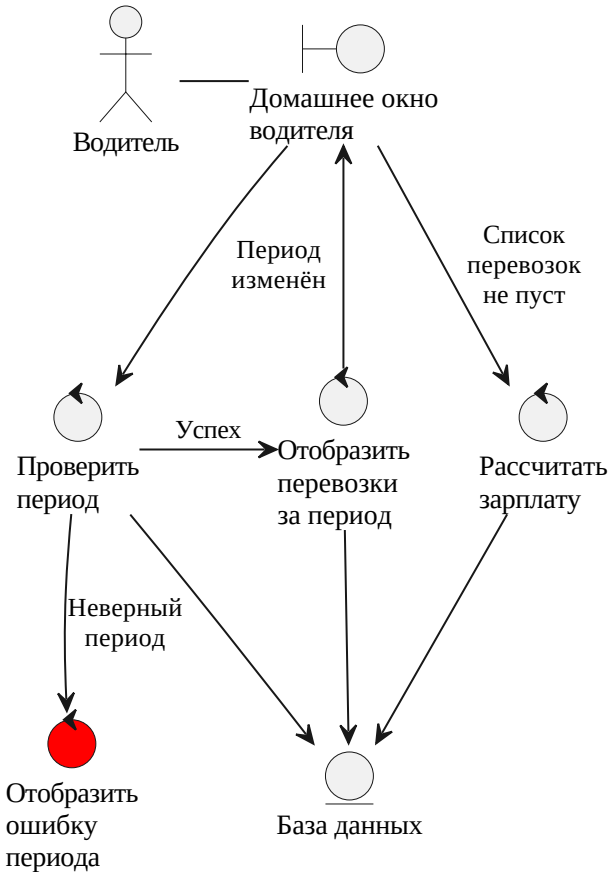 Водитель
Домашнее окно
водителя
Период
изменён
Список
перевозок
не пуст
Успех
Проверить
период
Отобразить
перевозки
за период
Рассчитать
зарплату
Неверный
период
Отобразить
ошибку
периода
База данных